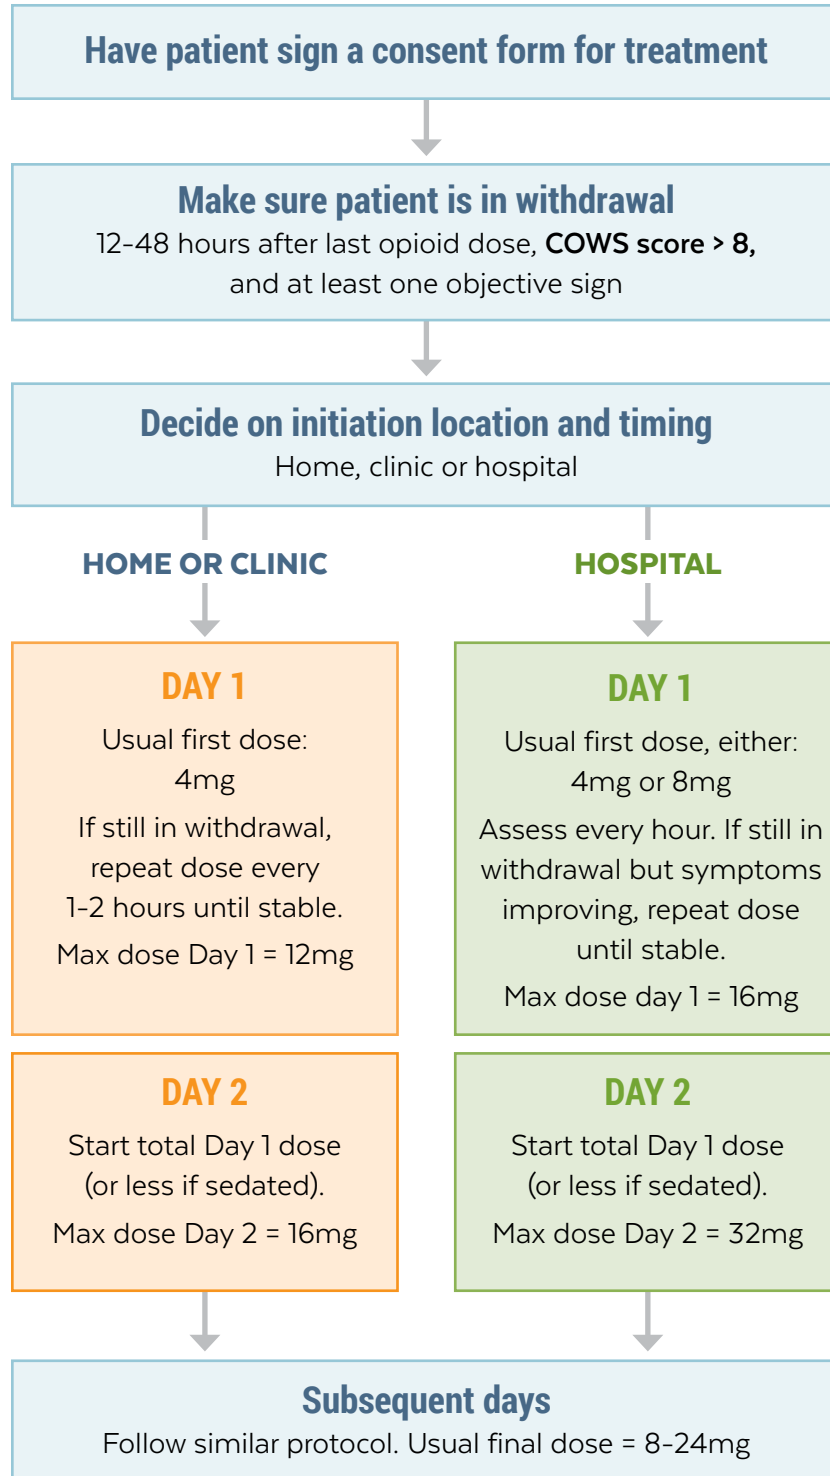 Have patient sign a consent form for treatment
Make sure patient is in withdrawal
12-48 hours after last opioid dose, COWS score > 8,
and at least one objective sign
Decide on initiation location and timing
Home, clinic or hospital
HOME OR CLINIC
DAY 1
Usual first dose:
4mg
If still in withdrawal,
repeat dose every
1-2 hours until stable.
Max dose Day 1 = 12mg
DAY 2
Start total Day 1 dose
(or less if sedated).
Max dose Day 2 = 16mg
HOSPITAL
DAY 1
Usual first dose, either:
4mg or 8mg
Assess every hour. If still in
withdrawal but symptoms
improving, repeat dose
until stable.
Max dose day 1 = 16mg
DAY 2
Start total Day 1 dose
(or less if sedated).
Max dose Day 2 = 32mg
Subsequent days
Follow similar protocol. Usual final dose = 8-24mg